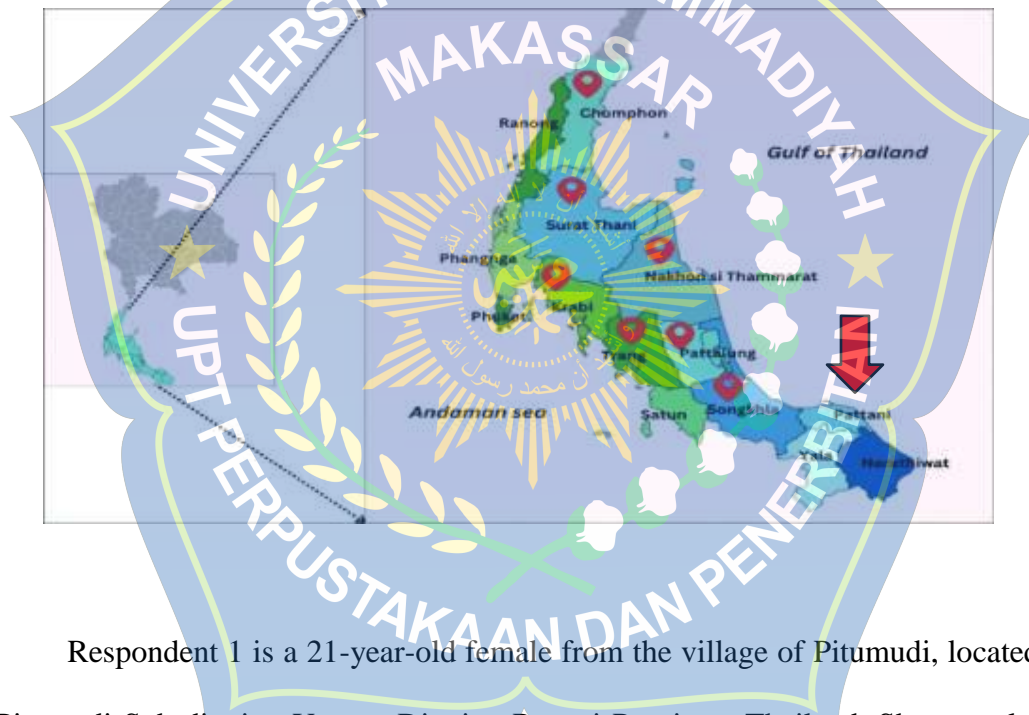 UNIVERSITAS MUHAMMADIYAH
MAKASSAR
Chomphon
Ranong
Gulf of Thailand
Surat Thani
Phangnga
Nakhon si Thammarat
Krabi
Phuket
Trang
Pattalung
Andaman sea
Satun
Songkhla
Pattani
Yala
Narathiwat
UPT PERPUSTAKAAN DAN PENERBITAN
Respondent 1 is a 21-year-old female from the village of Pitumudi, located